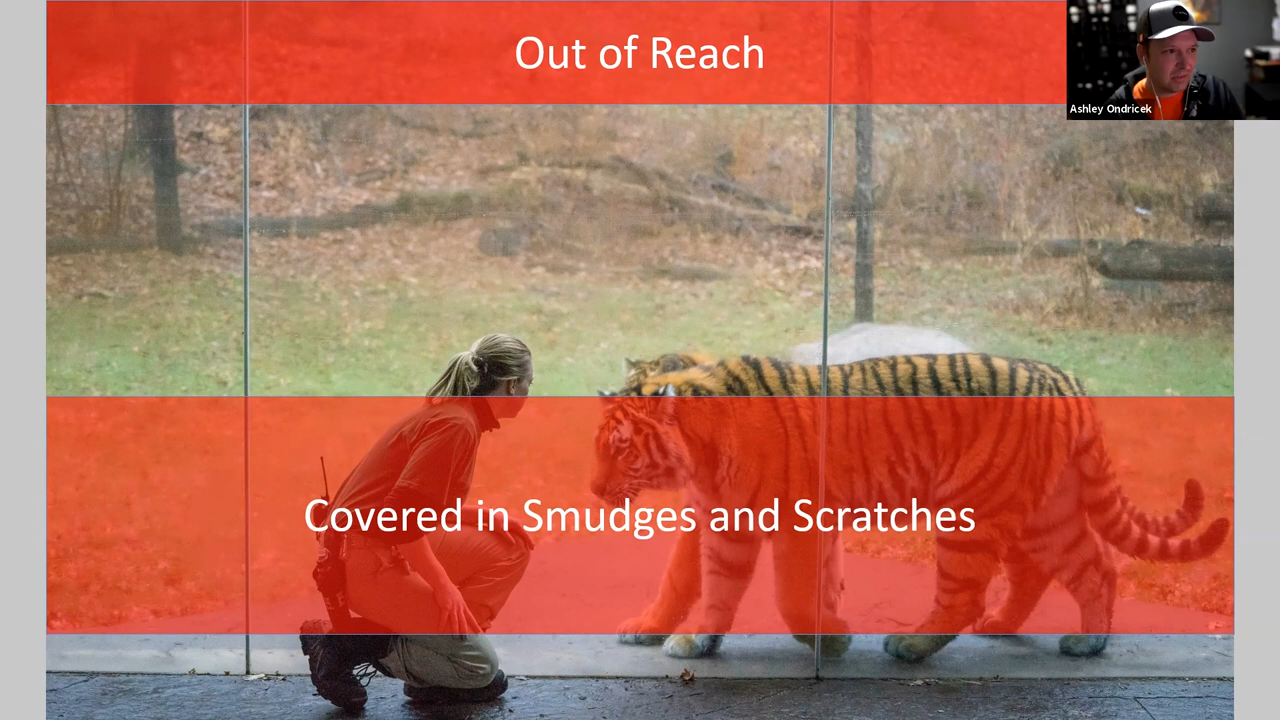 Out of Reach
Ashley Ondricek
Covered in Smudges and Scratches